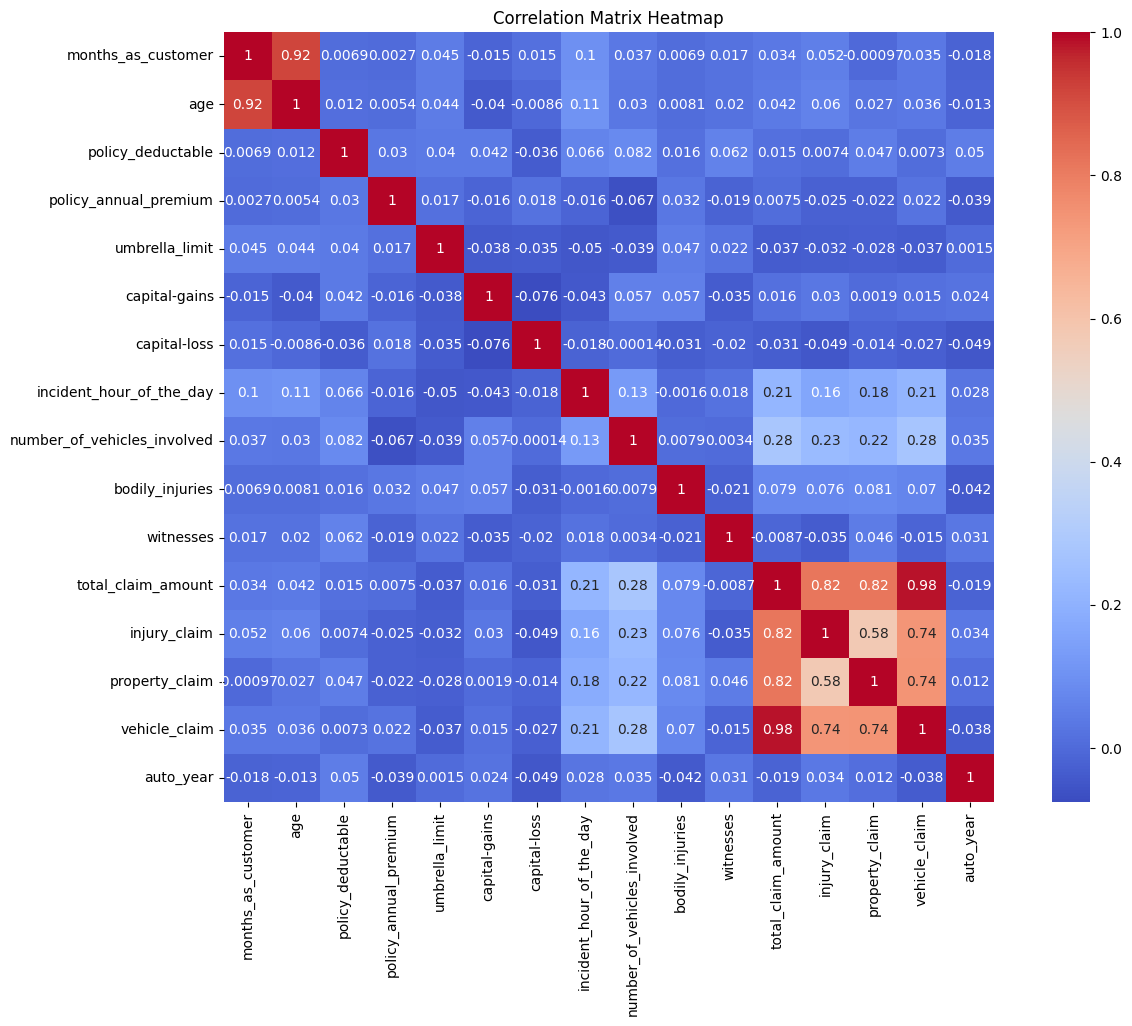 Correlation Matrix Heatmap
months_as_customer 1 0.92 0.0069 0.0027 0.045 -0.015 0.015 0.1 0.037 0.0069 0.017 0.034 0.052 -0.00097 0.035 -0.018
age 0.92 1 0.012 0.0054 0.044 -0.04 -0.0086 0.11 0.03 0.0081 0.02 0.042 0.06 0.027 0.036 -0.013
policy_deductable 0.0069 0.012 1 0.03 0.04 0.042 -0.036 0.066 0.082 0.016 0.062 0.015 0.0074 0.047 0.0073 0.05
policy_annual_premium 0.0027 0.0054 0.03 1 0.017 -0.016 0.018 -0.016 -0.067 0.032 -0.019 0.0075 -0.025 -0.022 0.022 -0.039
umbrella_limit 0.045 0.044 0.04 0.017 1 -0.038 -0.035 -0.05 -0.039 0.047 0.022 -0.037 -0.032 -0.028 -0.037 0.0015
capital-gains -0.015 -0.04 0.042 -0.016 -0.038 1 -0.076 -0.043 0.057 0.057 -0.035 0.016 0.03 0.0019 0.015 0.024
capital-loss 0.015 -0.0086 -0.036 0.018 -0.035 -0.076 1 -0.018 -0.00014 -0.031 -0.02 -0.031 -0.049 -0.014 -0.027 -0.049
incident_hour_of_the_day 0.1 0.11 0.066 -0.016 -0.05 -0.043 -0.018 1 0.13 -0.0016 0.018 0.21 0.16 0.18 0.21 0.028
number_of_vehicles_involved 0.037 0.03 0.082 -0.067 -0.039 0.057 -0.00014 0.13 1 0.0079 0.0034 0.28 0.23 0.22 0.28 0.035
bodily_injuries 0.0069 0.0081 0.016 0.032 0.047 0.057 -0.031 -0.0016 0.0079 1 -0.021 0.079 0.076 0.081 0.07 -0.042
witnesses 0.017 0.02 0.062 -0.019 0.022 -0.035 -0.02 0.018 0.0034 -0.021 1 -0.0087 -0.035 0.046 -0.015 0.031
total_claim_amount 0.034 0.042 0.015 0.0075 -0.037 0.016 -0.031 0.21 0.28 0.079 -0.0087 1 0.82 0.82 0.98 -0.019
injury_claim 0.052 0.06 0.0074 -0.025 -0.032 0.03 -0.049 0.16 0.23 0.076 -0.035 0.82 1 0.58 0.74 0.034
property_claim -0.00097 0.027 0.047 -0.022 -0.028 0.0019 -0.014 0.18 0.22 0.081 0.046 0.82 0.58 1 0.74 0.012
vehicle_claim 0.035 0.036 0.0073 0.022 -0.037 0.015 -0.027 0.21 0.28 0.07 -0.015 0.98 0.74 0.74 1 -0.038
auto_year -0.018 -0.013 0.05 -0.039 0.0015 0.024 -0.049 0.028 0.035 -0.042 0.031 -0.019 0.034 0.012 -0.038 1
months_as_customer
age
policy_deductable
policy_annual_premium
umbrella_limit
capital-gains
capital-loss
incident_hour_of_the_day
number_of_vehicles_involved
bodily_injuries
witnesses
total_claim_amount
injury_claim
property_claim
vehicle_claim
auto_year
1.0
0.8
0.6
0.4
0.2
0.0